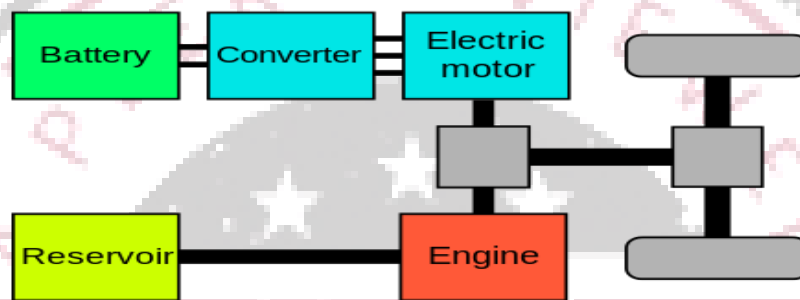 Battery
Converter
Electric
motor
Reservoir
Engine